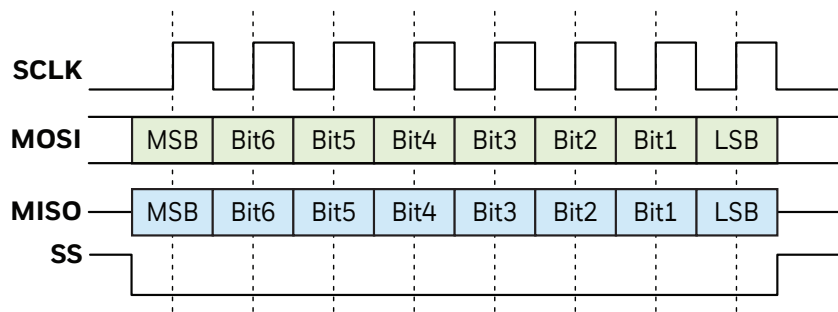 SCLK
MOSI MSB Bit6 Bit5 Bit4 Bit3 Bit2 Bit1 LSB
MISO MSB Bit6 Bit5 Bit4 Bit3 Bit2 Bit1 LSB
SS